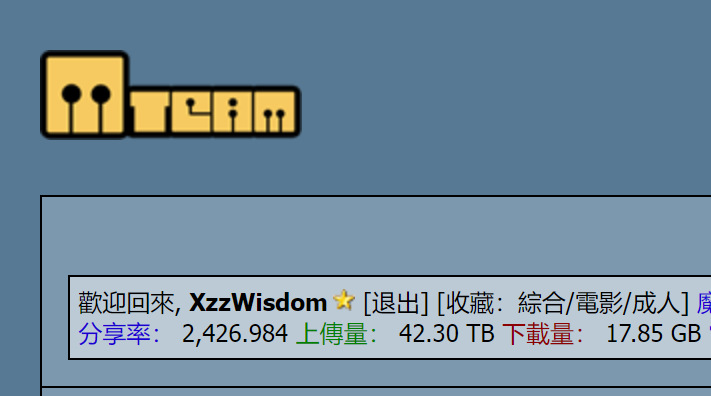 M TEAM
歡迎回來, XzzWisdom [退出] [收藏：綜合/電影/成人] 魔
分享率： 2,426.984 上傳量： 42.30 TB 下載量： 17.85 GB